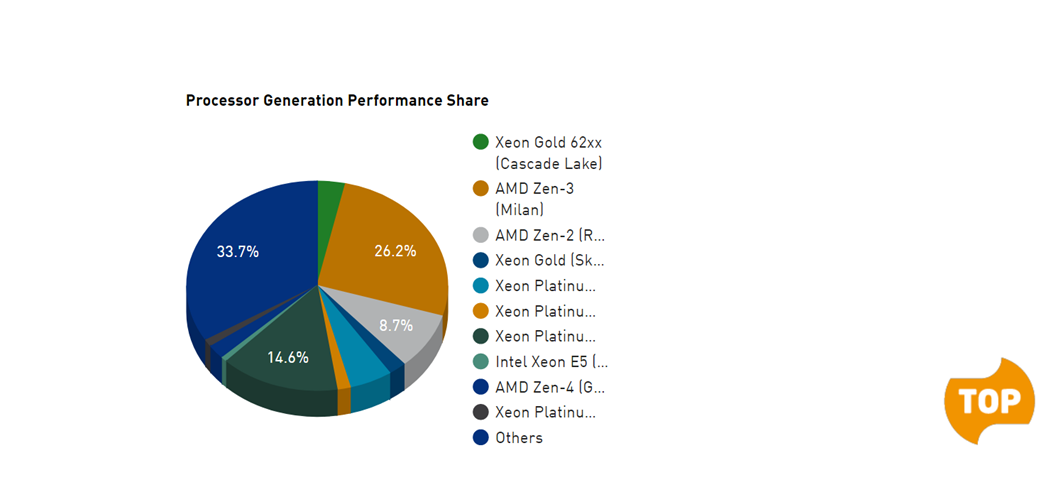 Processor Generation Performance Share
Xeon Gold 62xx
(Cascade Lake)
AMD Zen-3
(Milan)
AMD Zen-2 (R...
Xeon Gold (Sk...
Xeon Platinu...
Xeon Platinu...
Xeon Platinu...
Intel Xeon E5 (...
AMD Zen-4 (G...
Xeon Platinu...
Others
33.7%
26.2%
8.7%
14.6%
TOP